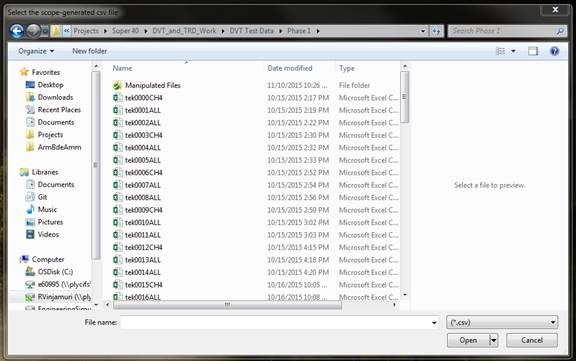 Select the scope-generated csv file
« Projects › Super 40 › DVT_and_TRD_Work › DVT Test Data › Phase 1 ›
Search Phase 1
Organize
New folder
Favorites
Desktop
Downloads
Recent Places
Documents
Projects
ArmBdeAmm
Libraries
Documents
Git
Music
Pictures
Videos
Computer
OSDisk (C:)
e60995 (\\plycifs
RVinjamuri (\\ply
EngineeringSimu
Name Date modified Type
Manipulated Files 11/10/2015 10:26 ... File folder
tek0000CH4 10/15/2015 2:17 PM Microsoft Excel C...
tek0001ALL 10/15/2015 2:19 PM Microsoft Excel C...
tek0002ALL 10/15/2015 2:22 PM Microsoft Excel C...
tek0003CH4 10/15/2015 2:30 PM Microsoft Excel C...
tek0004ALL 10/15/2015 2:32 PM Microsoft Excel C...
tek0005ALL 10/15/2015 2:33 PM Microsoft Excel C...
tek0006CH4 10/15/2015 2:52 PM Microsoft Excel C...
tek0007ALL 10/15/2015 2:54 PM Microsoft Excel C...
tek0008ALL 10/15/2015 2:56 PM Microsoft Excel C...
tek0009CH4 10/15/2015 2:59 PM Microsoft Excel C...
tek0010ALL 10/15/2015 3:02 PM Microsoft Excel C...
tek0011ALL 10/15/2015 3:03 PM Microsoft Excel C...
tek0012CH4 10/15/2015 4:15 PM Microsoft Excel C...
tek0013ALL 10/15/2015 4:18 PM Microsoft Excel C...
tek0014ALL 10/15/2015 4:20 PM Microsoft Excel C...
tek0015CH4 10/16/2015 10:05 ... Microsoft Excel C...
tek0016ALL 10/16/2015 10:08 ... Microsoft Excel C...
Select a file to preview.
File name:
(*.csv)
Open
Cancel